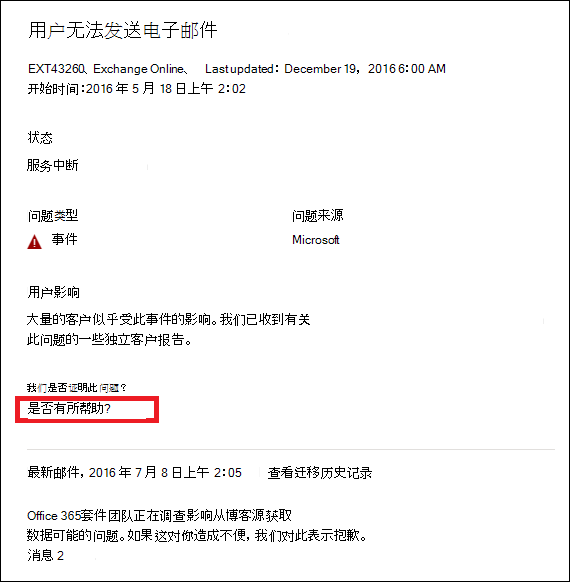 用户无法发送电子邮件
EXT43260、Exchange Online、 Last updated: December 19, 2016 6:00 AM
开始时间:2016 年 5 月 18 日上午 2:02
状态
服务中断
问题类型 问题来源
事件 Microsoft
用户影响
大量的客户似乎受此事件的影响。我们已收到有关
此问题的一些独立客户报告。
我们是否证明此问题?
是否有所帮助?
最新邮件, 2016 年 7 月 8 日上午 2:05 查看迁移历史记录
Office 365套件团队正在调查影响从博客源获取
数据可能的问题。如果这对你造成不便, 我们对此表示抱歉。
消息 2